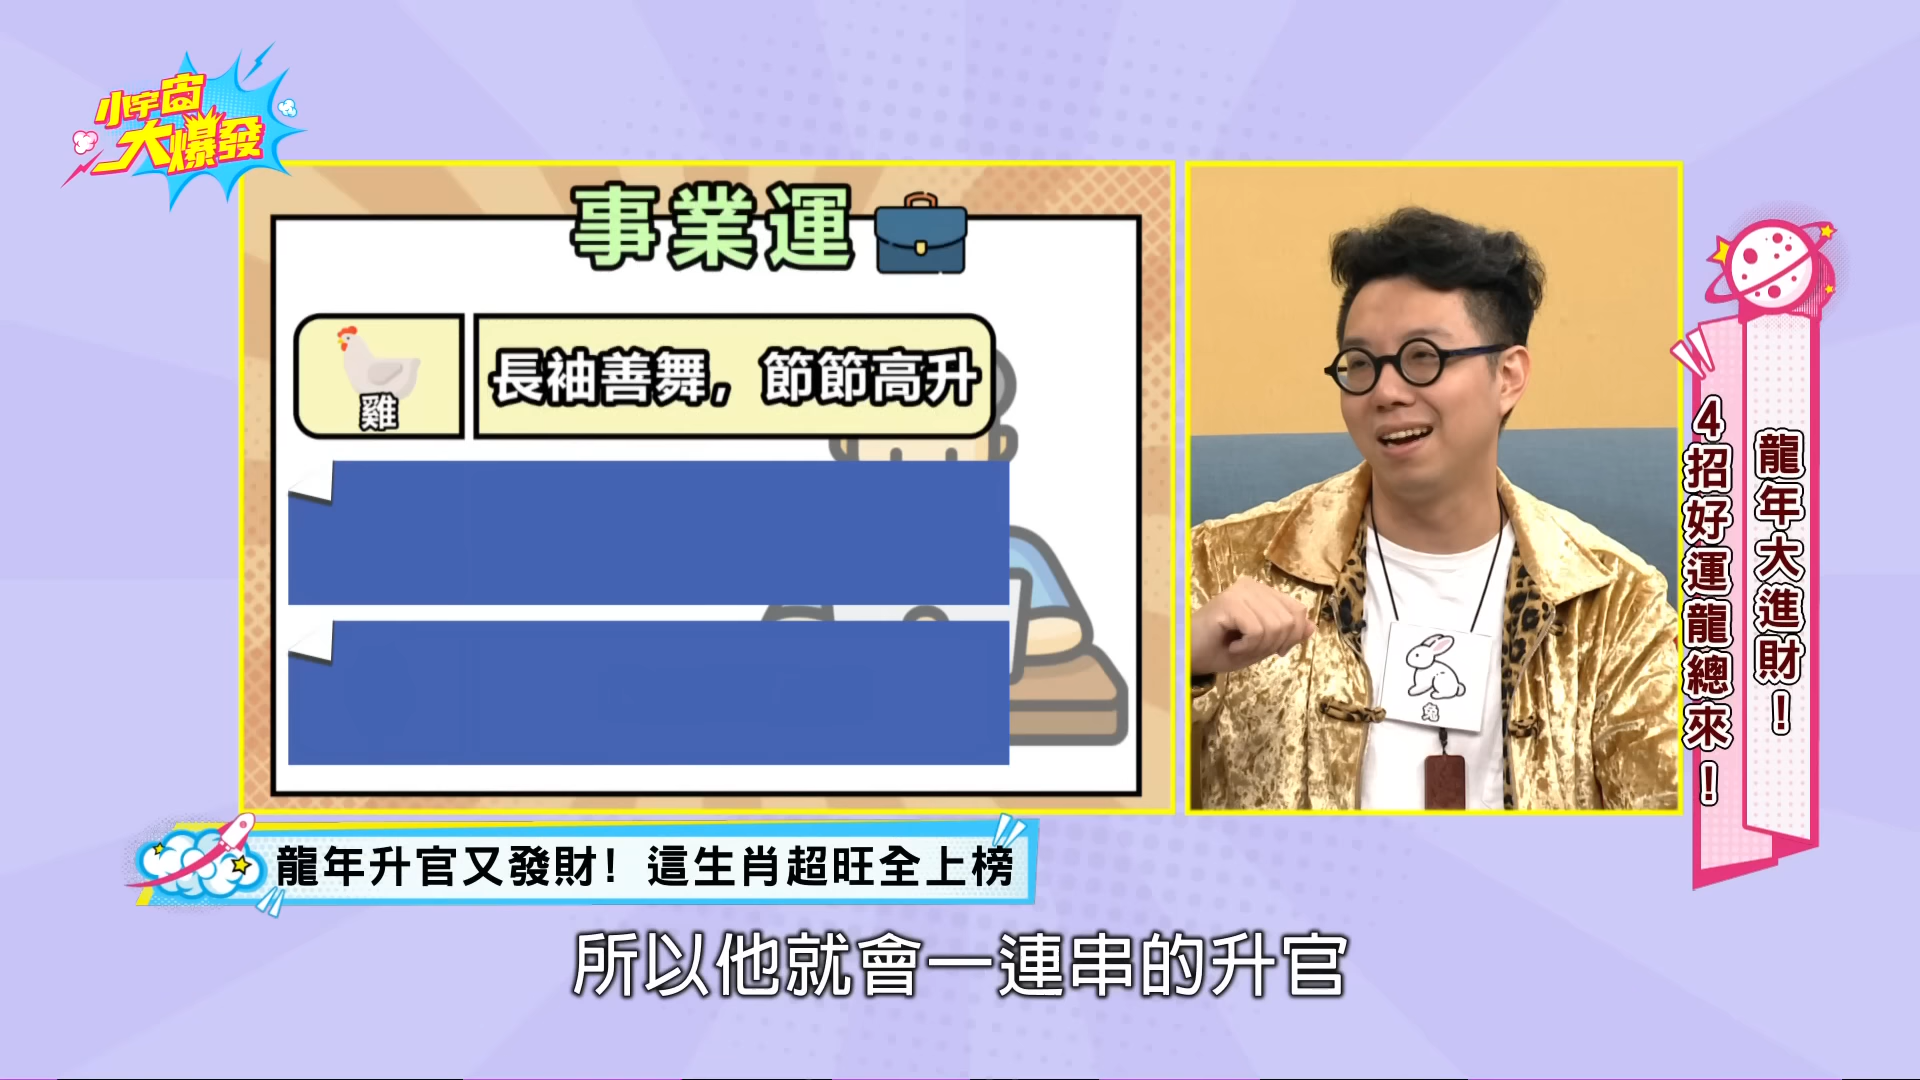 小宇宙
大爆發
事業運
雞
長袖善舞，節節高升
兔
龍年大進財！
4招好運龍總來！
龍年升官又發財！這生肖超旺全上榜
所以他就會一連串的升官